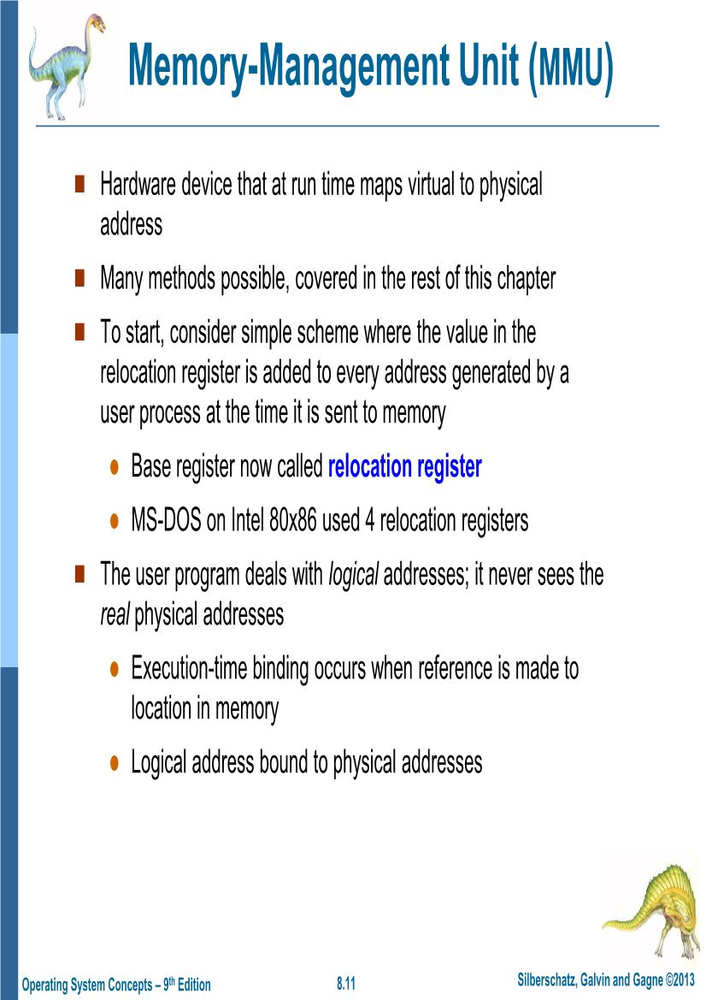 Memory-Management Unit (MMU)
■ Hardware device that at run time maps virtual to physical
address
■ Many methods possible, covered in the rest of this chapter
■ To start, consider simple scheme where the value in the
relocation register is added to every address generated by a
user process at the time it is sent to memory
● Base register now called relocation register
● MS-DOS on Intel 80x86 used 4 relocation registers
■ The user program deals with logical addresses; it never sees the
real physical addresses
● Execution-time binding occurs when reference is made to
location in memory
● Logical address bound to physical addresses
Operating System Concepts – 9th Edition
8.11
Silberschatz, Galvin and Gagne ©2013